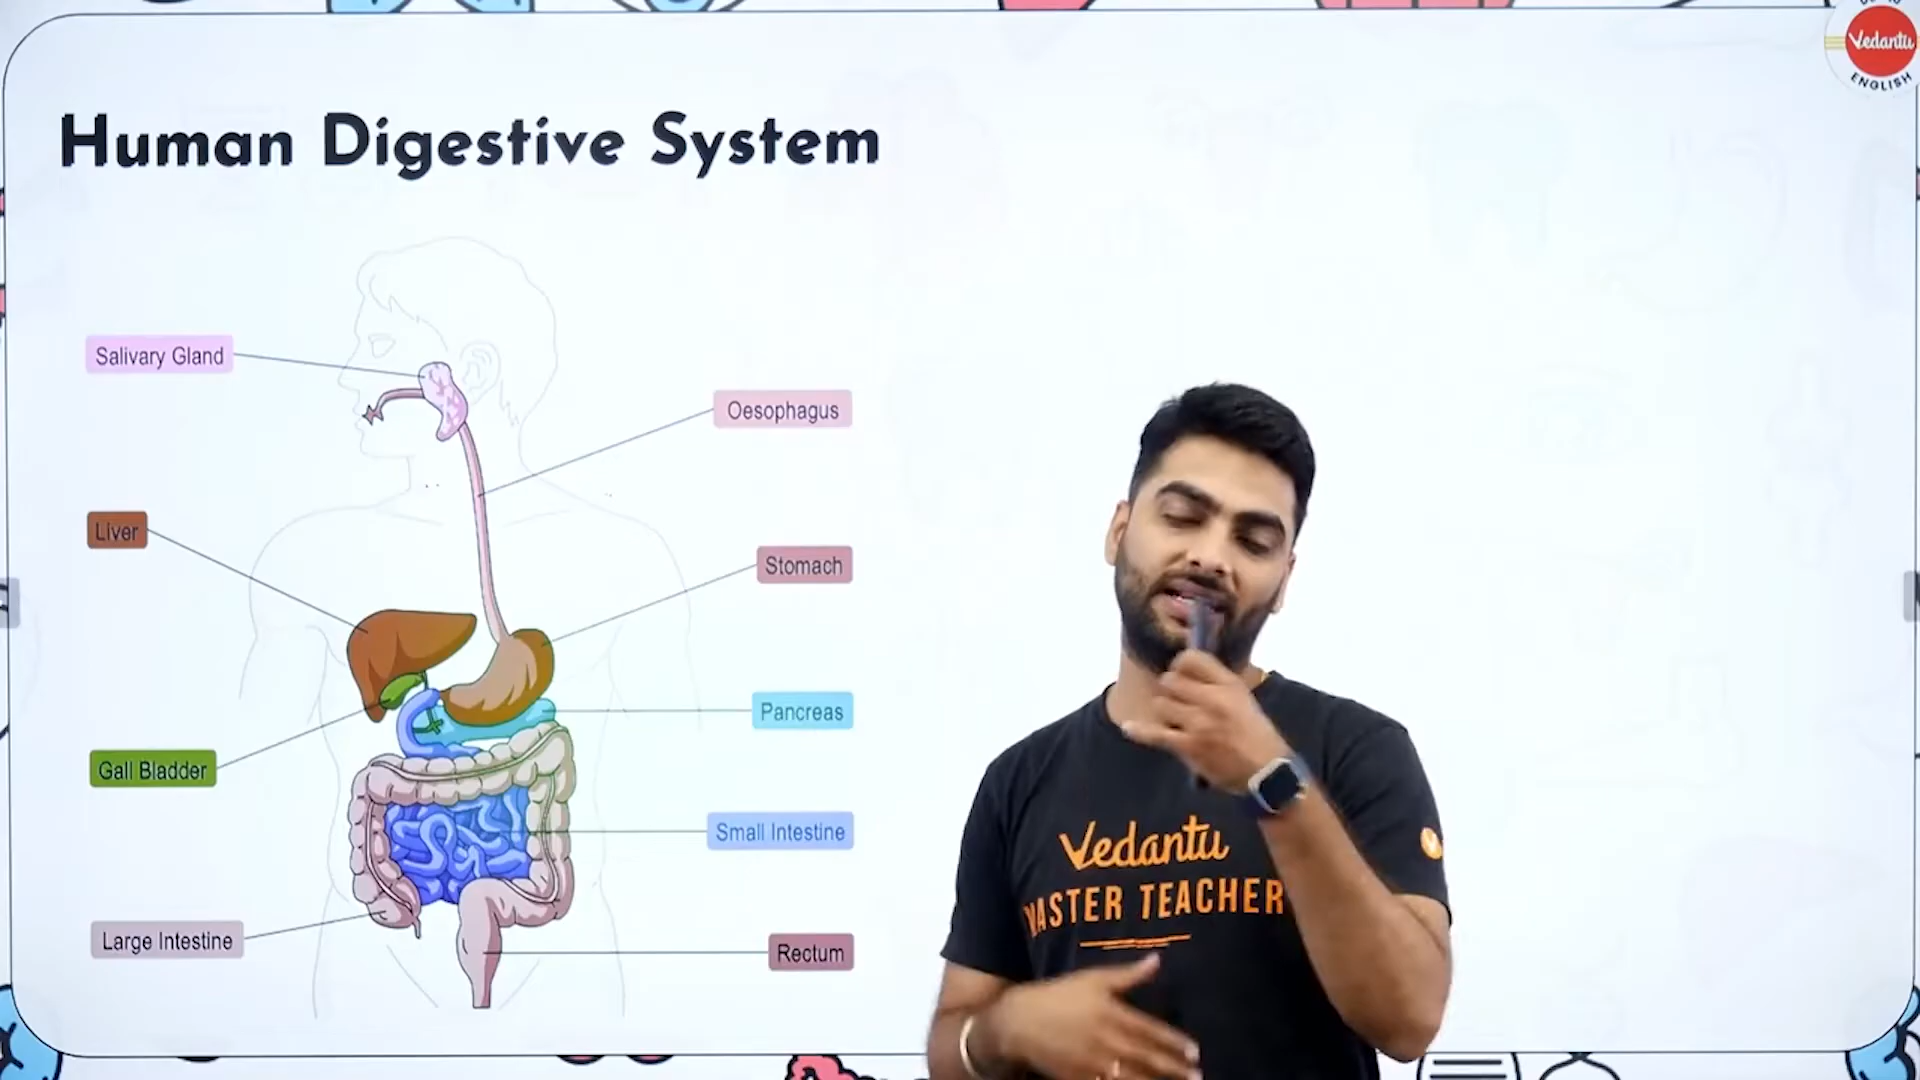 Vedantu
ENGLISH
Human Digestive System
Salivary Gland
Oesophagus
Liver
Stomach
Pancreas
Gall Bladder
Small Intestine
Large Intestine
Rectum
Vedantu
MASTER TEACHER